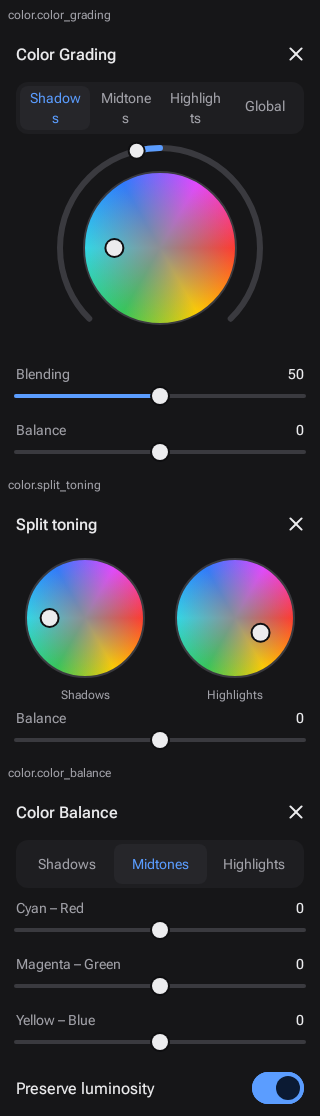 color.color_grading
Color Grading
Shadow
s
Midtone
s
Highligh
ts
Global
Blending
50
Balance
0
color.split_toning
Split toning
Shadows
Highlights
Balance
0
color.color_balance
Color Balance
Shadows
Midtones
Highlights
Cyan – Red
0
Magenta – Green
0
Yellow – Blue
0
Preserve luminosity